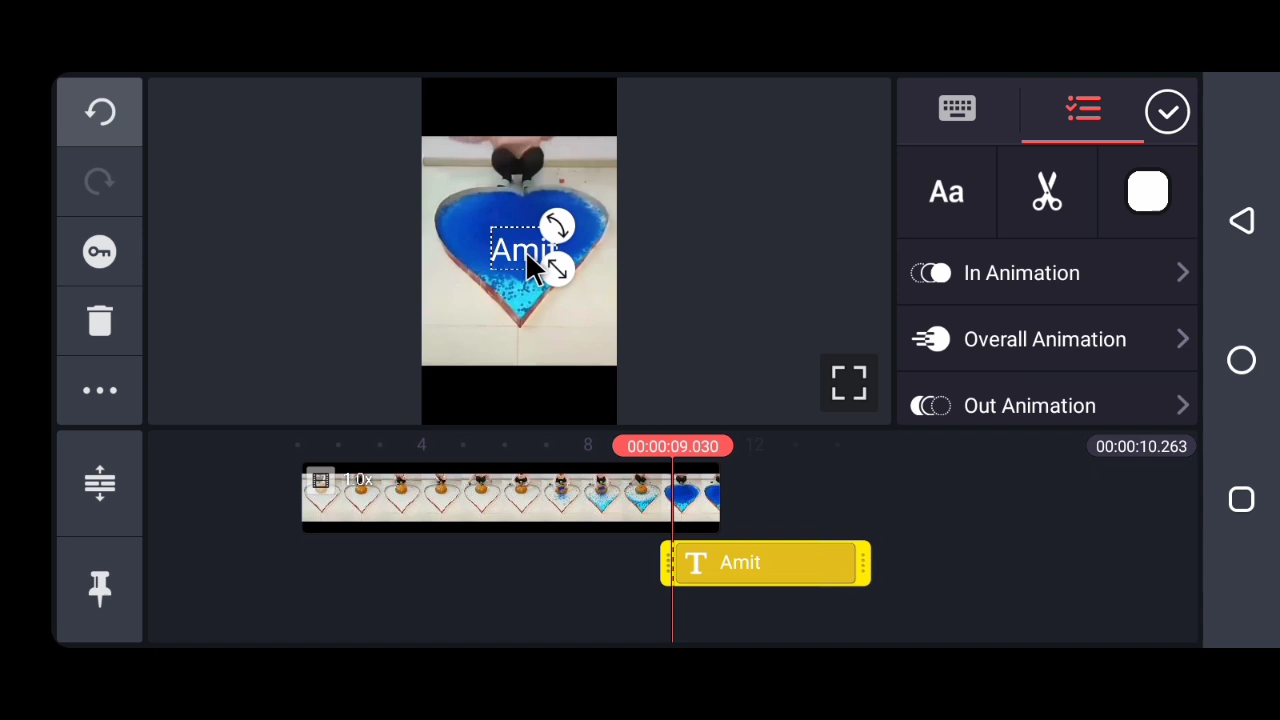 Amit
Aa
In Animation
Overall Animation
Out Animation
4
8
00:00:09.030
12
00:00:10.263
1.0x
T Amit